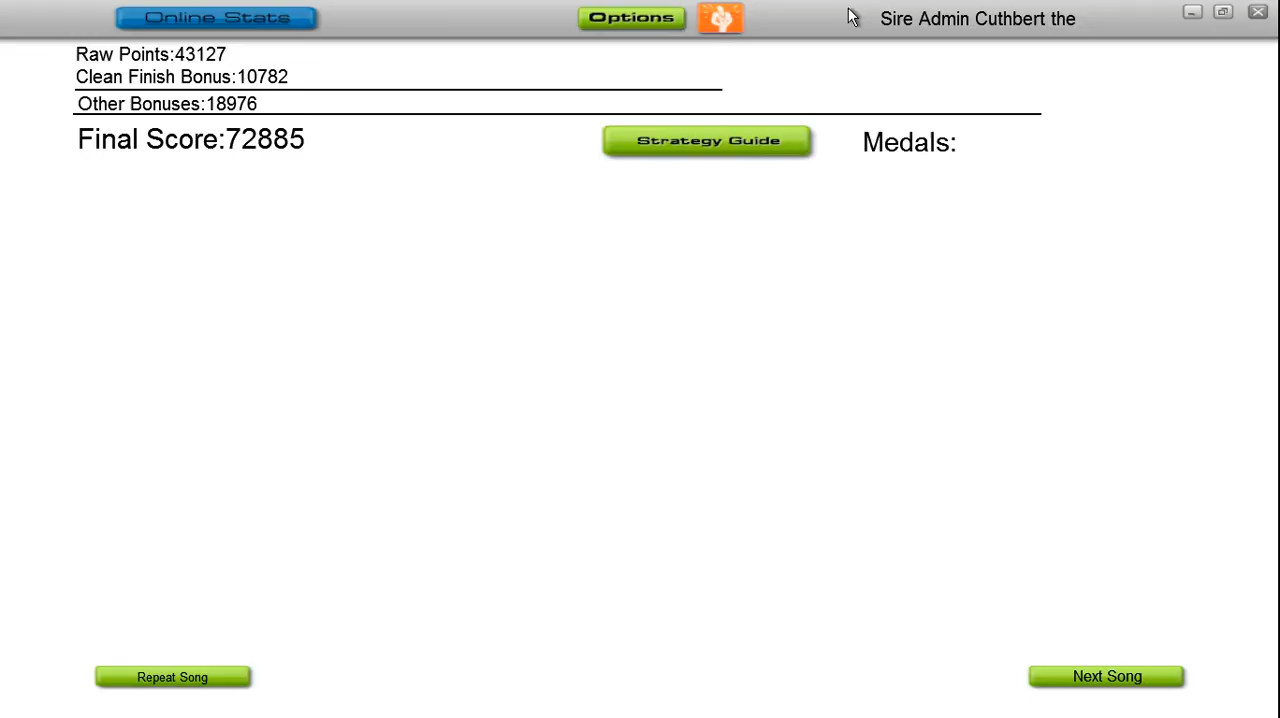 Online Stats
Options
Sire Admin Cuthbert the
Raw Points:43127
Clean Finish Bonus:10782
Other Bonuses:18976
Final Score:72885
Strategy Guide
Medals:
Repeat Song
Next Song